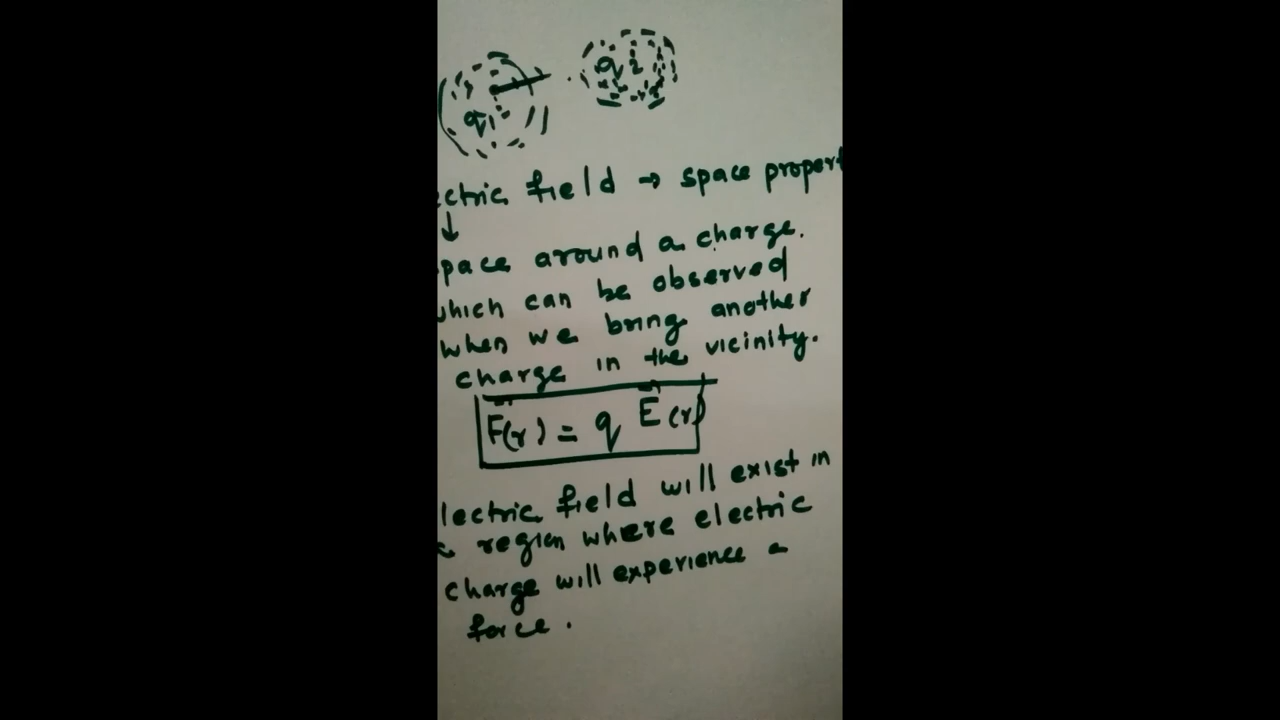 q1
q2
ectric field → space propert
↓
pace around a charge.
which can be observed
when we bring another
charge in the vicinity.
F(r) = q E(r)
lectric field will exist in
a region where electric
charge will experience a
force.